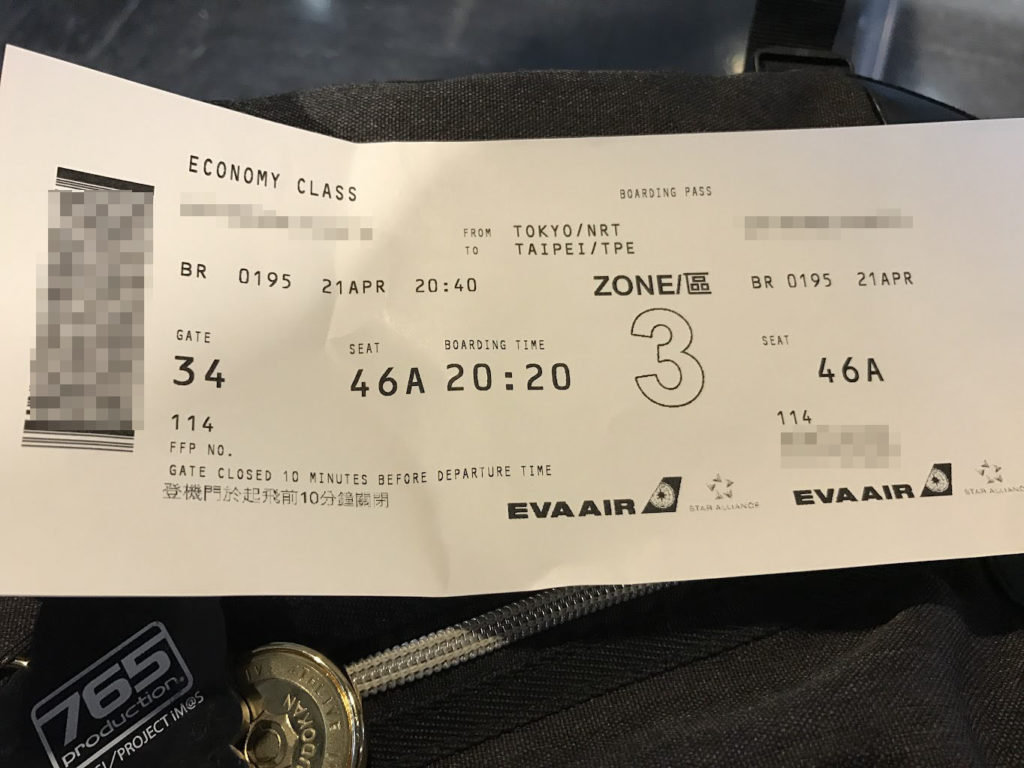 ECONOMY CLASS
BOARDING PASS
FROM TOKYO/NRT
TO TAIPEI/TPE
BR 0195 21APR 20:40
ZONE/區
3
BR 0195 21APR
GATE
34
SEAT
46A
BOARDING TIME
20:20
SEAT
46A
114
FFP NO.
114
GATE CLOSED 10 MINUTES BEFORE DEPARTURE TIME
登機門於起飛前10分鐘關閉
EVA AIR
STAR ALLIANCE
EVA AIR
STAR ALLIANCE
765
production
/PROJECT iM@S